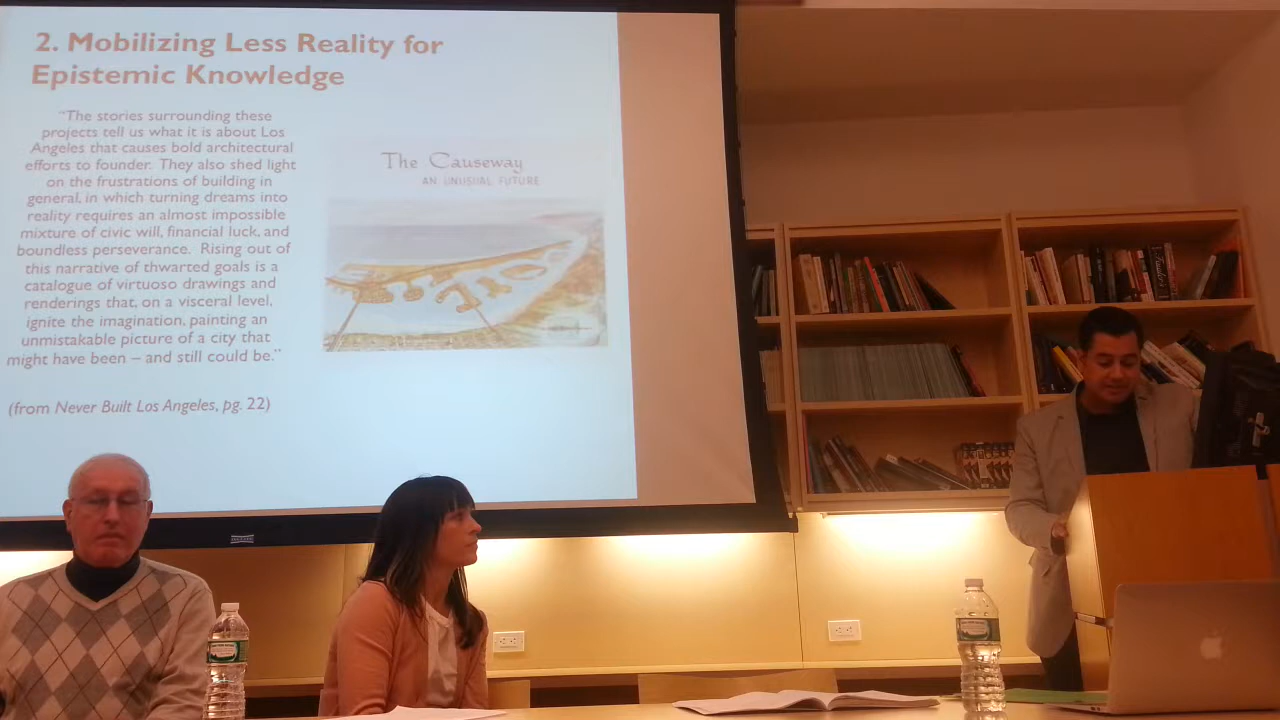 2. Mobilizing Less Reality for
Epistemic Knowledge
“The stories surrounding these
projects tell us what it is about Los
Angeles that causes bold architectural
efforts to founder. They also shed light
on the frustrations of building in
general, in which turning dreams into
reality requires an almost impossible
mixture of civic will, financial luck, and
boundless perseverance. Rising out of
this narrative of thwarted goals is a
catalogue of virtuoso drawings and
renderings that, on a visceral level,
ignite the imagination, painting an
unmistakable picture of a city that
might have been – and still could be.”
(from Never Built Los Angeles, pg. 22)
The Causeway
AN UNUSUAL FUTURE